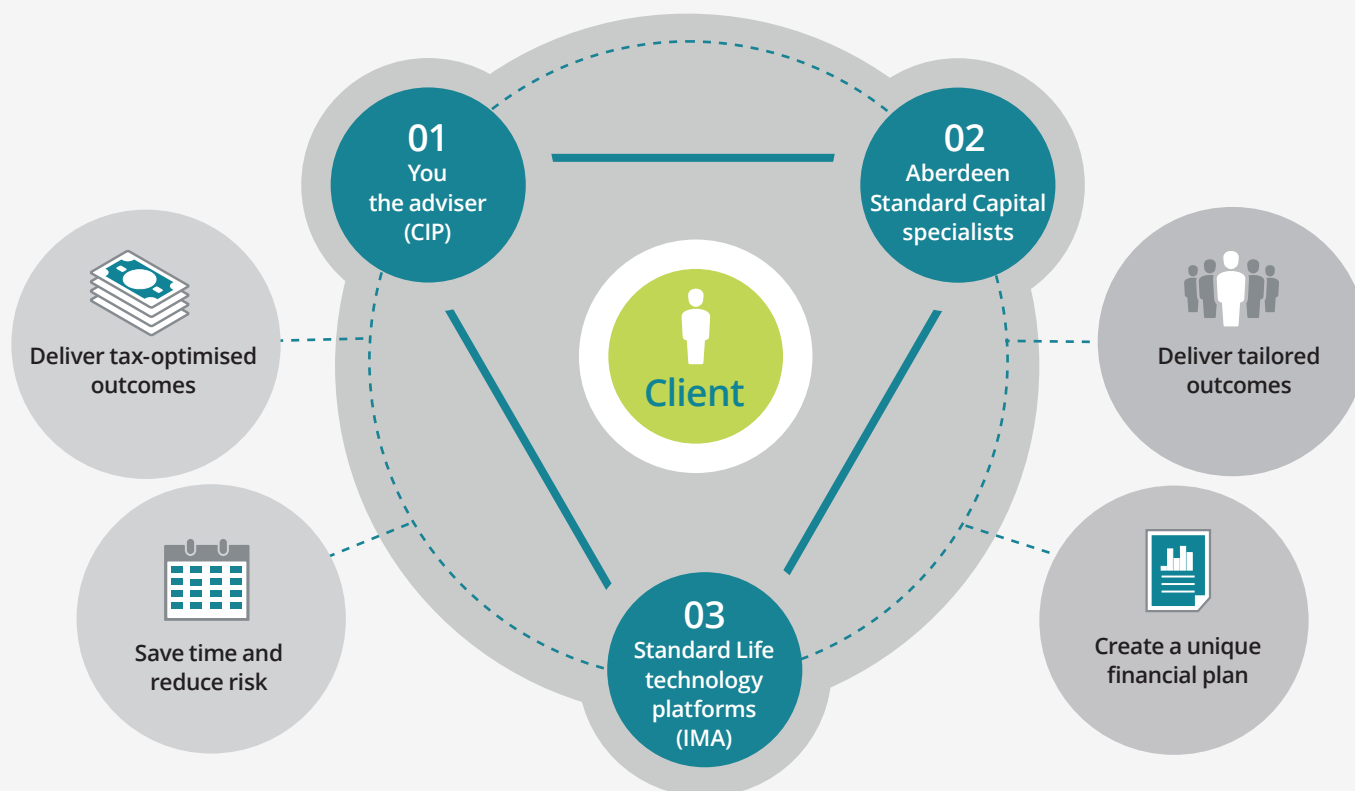 01
You
the adviser
(CIP)
02
Aberdeen
Standard Capital
specialists
Deliver tax-optimised
outcomes
Client
Deliver tailored
outcomes
Save time and
reduce risk
03
Standard Life
technology
platforms
(IMA)
Create a unique
financial plan